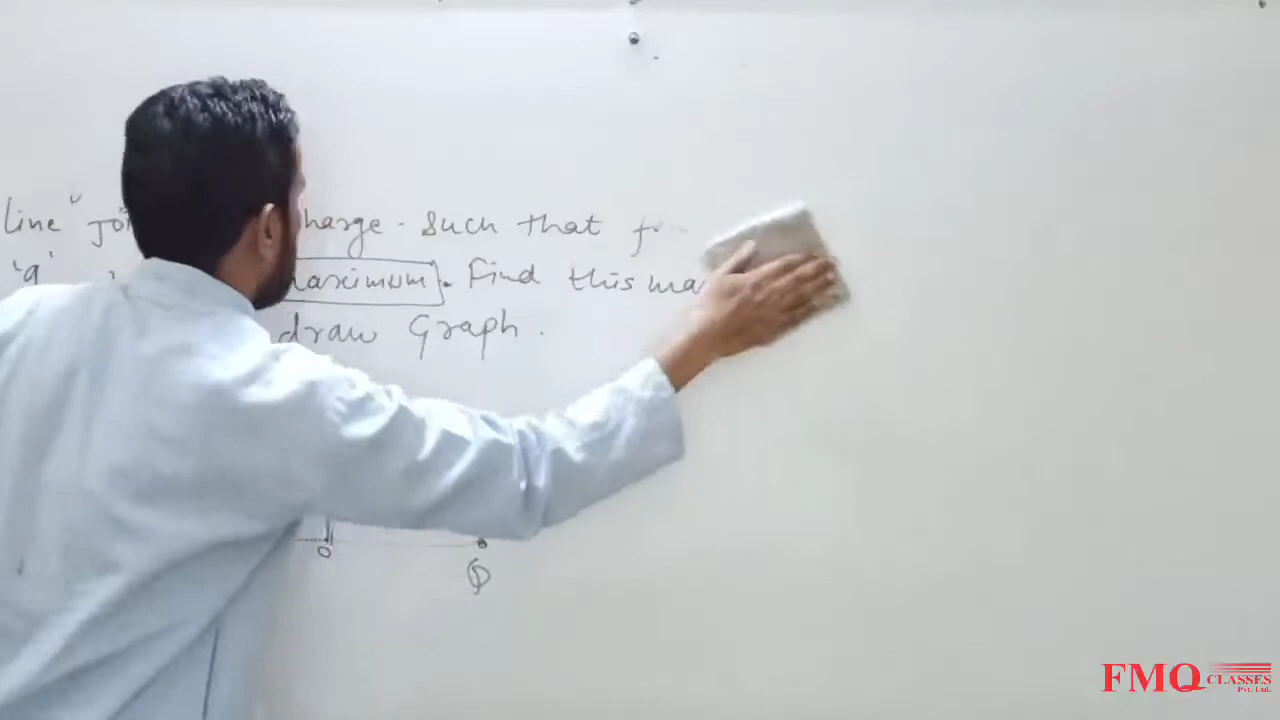 line joi harge - such that f
'q' maximum. Find this ma
draw Graph.
O
Q
FMQ CLASSES
Pvt. Ltd.